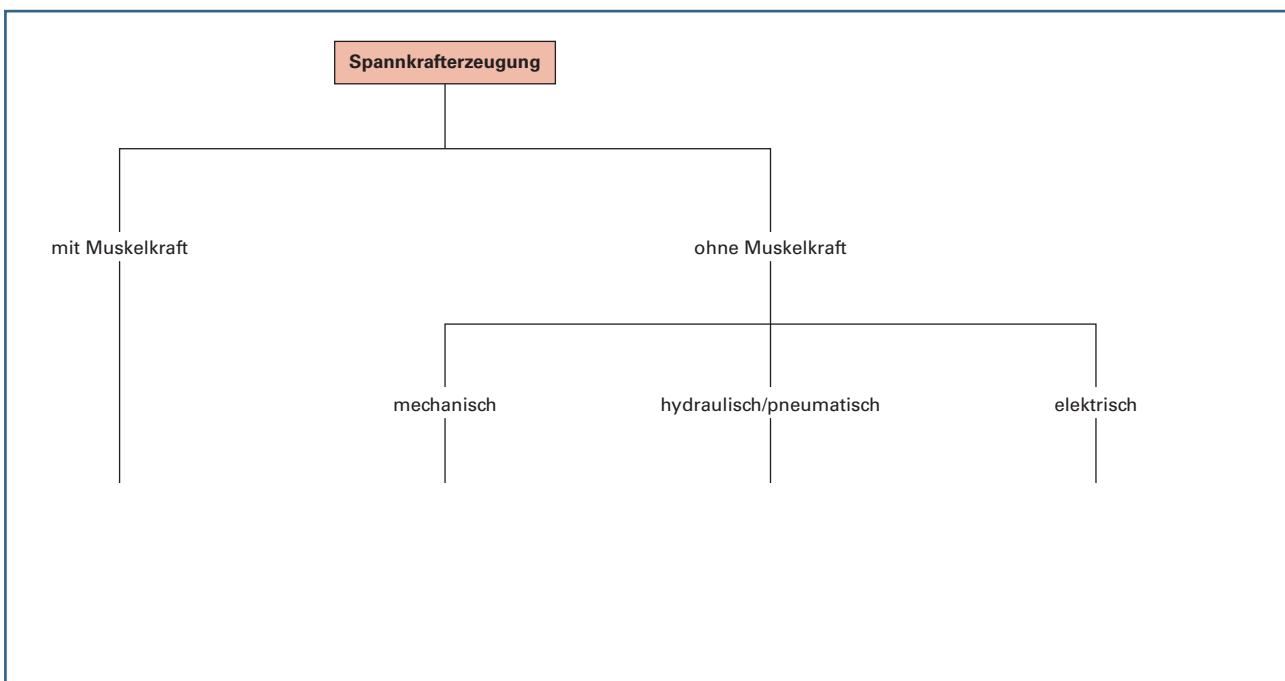 Spannkrafterzeugung
mit Muskelkraft
ohne Muskelkraft
mechanisch
hydraulisch/pneumatisch
elektrisch